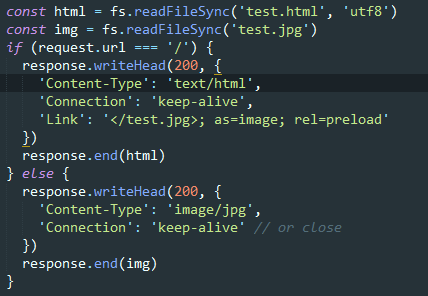 const html = fs.readFileSync('test.html', 'utf8')
const img = fs.readFileSync('test.jpg')
if (request.url === '/') {
  response.writeHead(200, {
    'Content-Type': 'text/html',
    'Connection': 'keep-alive',
    'Link': '</test.jpg>; as=image; rel=preload'
  })
  response.end(html)
} else {
  response.writeHead(200, {
    'Content-Type': 'image/jpg',
    'Connection': 'keep-alive' // or close
  })
  response.end(img)
}